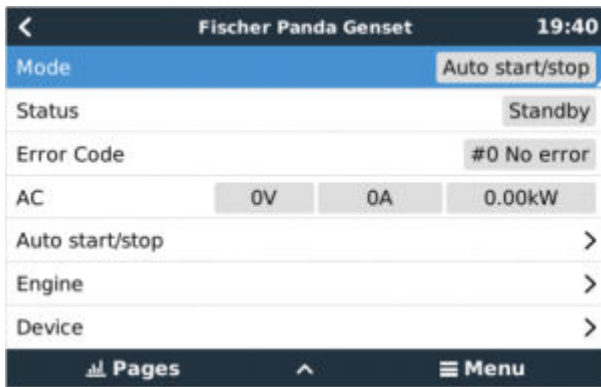 Fischer Panda Genset 19:40
Mode Auto start/stop
Status Standby
Error Code #0 No error
AC 0V 0A 0.00kW
Auto start/stop
Engine
Device
Pages Menu